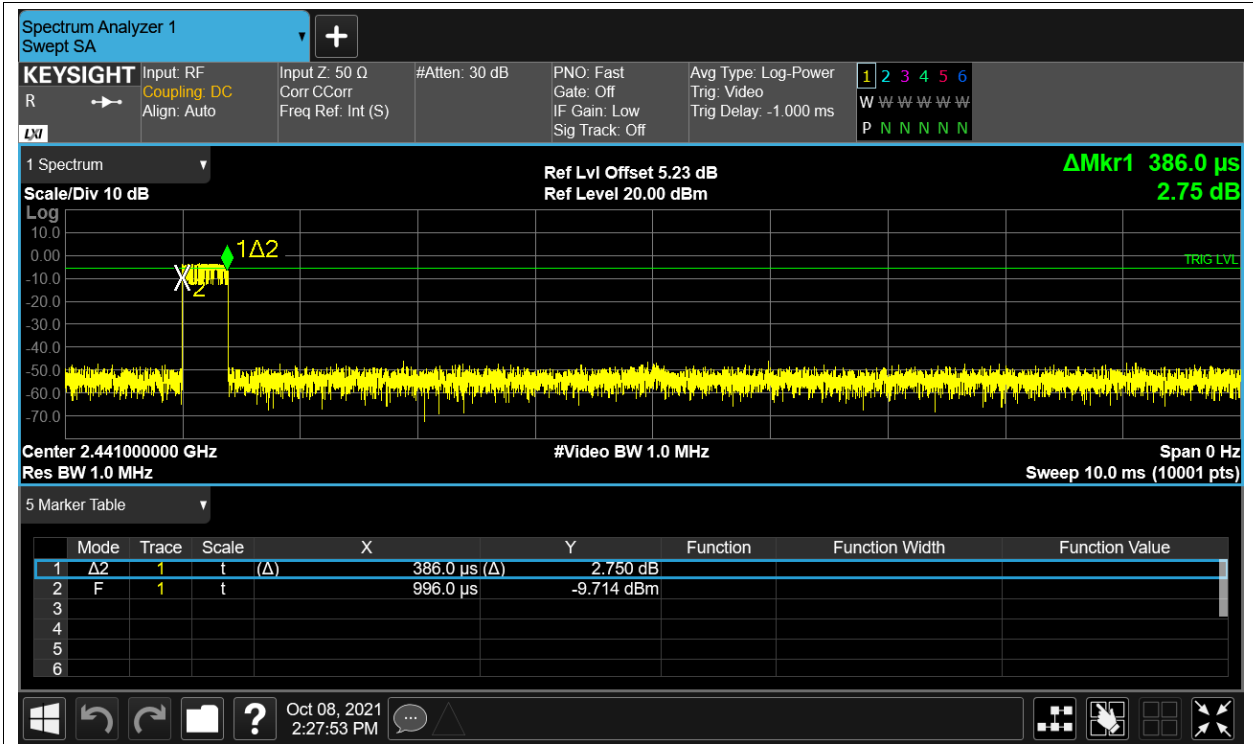 Spectrum Analyzer 1
Swept SA
+
KEYSIGHT Input: RF Input Z: 50 Ω #Atten: 30 dB PNO: Fast Avg Type: Log-Power 1 2 3 4 5 6
R Coupling: DC Corr CCorr Gate: Off Trig: Video W W W W W W
Align: Auto Freq Ref: Int (S) IF Gain: Low Trig Delay: -1.000 ms
LXI Sig Track: Off P N N N N N
1 Spectrum Ref Lvl Offset 5.23 dB ΔMkr1 386.0 µs
Scale/Div 10 dB Ref Level 20.00 dBm 2.75 dB
Log
10.0
0.00 1Δ2 TRIG LVL
-10.0 X 2
-20.0
-30.0
-40.0
-50.0
-60.0
-70.0
Center 2.441000000 GHz #Video BW 1.0 MHz Span 0 Hz
Res BW 1.0 MHz Sweep 10.0 ms (10001 pts)
5 Marker Table
Mode Trace Scale X Y Function Function Width Function Value
1 Δ2 1 t (Δ) 386.0 µs (Δ) 2.750 dB
2 F 1 t 996.0 µs -9.714 dBm
3
4
5
6
? Oct 08, 2021
2:27:53 PM